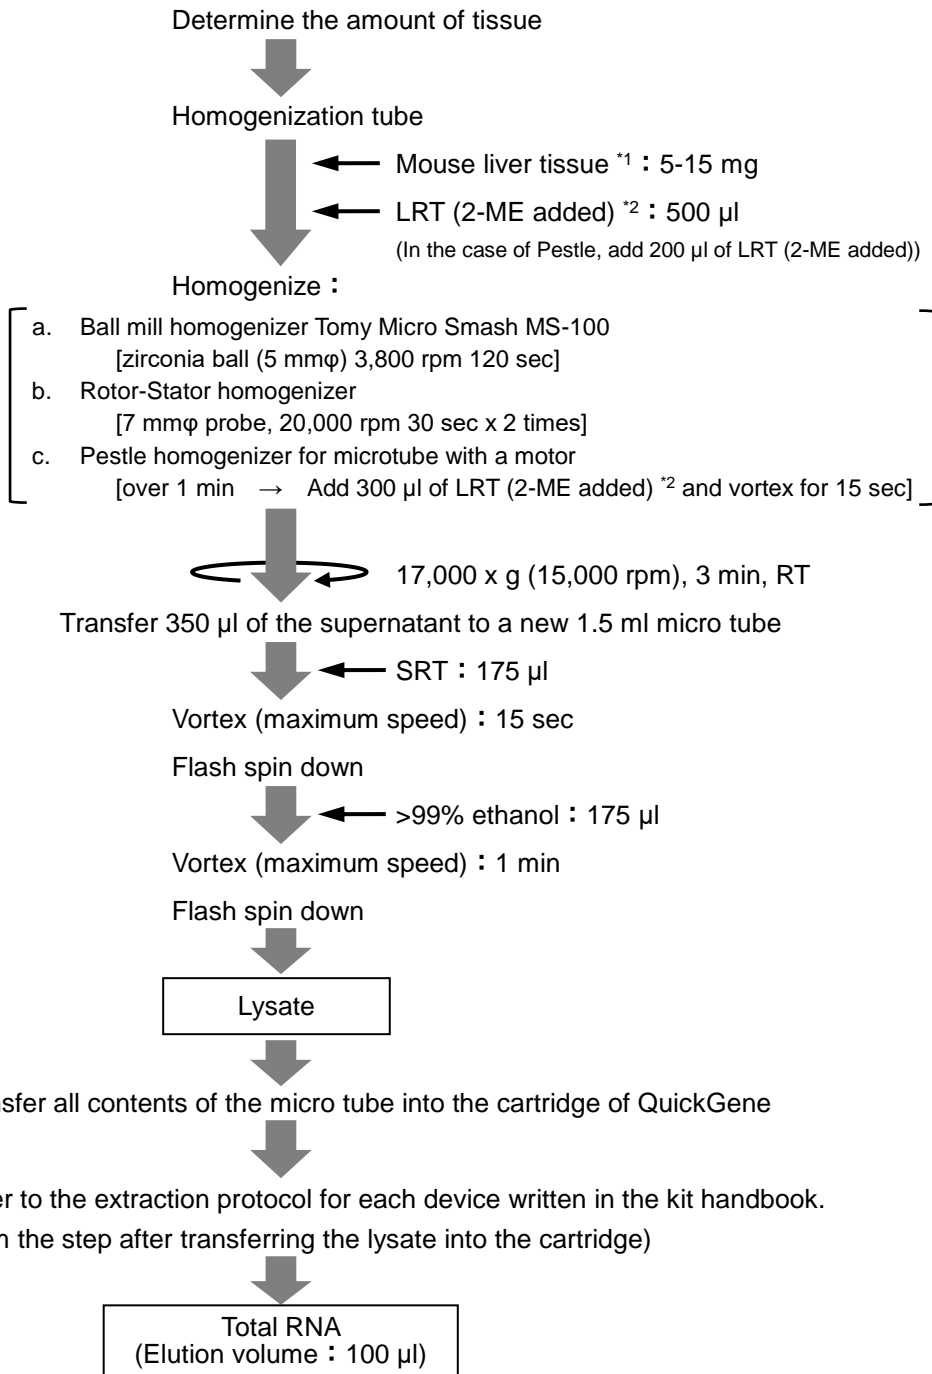 Determine the amount of tissue
Homogenization tube
Mouse liver tissue *1：5-15 mg
LRT (2-ME added) *2：500 µl
(In the case of Pestle, add 200 µl of LRT (2-ME added))
Homogenize：
a. Ball mill homogenizer Tomy Micro Smash MS-100
[zirconia ball (5 mmφ) 3,800 rpm 120 sec]
b. Rotor-Stator homogenizer
[7 mmφ probe, 20,000 rpm 30 sec x 2 times]
c. Pestle homogenizer for microtube with a motor
[over 1 min → Add 300 µl of LRT (2-ME added) *2 and vortex for 15 sec]
17,000 x g (15,000 rpm), 3 min, RT
Transfer 350 µl of the supernatant to a new 1.5 ml micro tube
SRT：175 µl
Vortex (maximum speed)：15 sec
Flash spin down
>99% ethanol：175 µl
Vortex (maximum speed)：1 min
Flash spin down
Lysate
nsfer all contents of the micro tube into the cartridge of QuickGene
er to the extraction protocol for each device written in the kit handbook.
the step after transferring the lysate into the cartridge)
Total RNA
(Elution volume：100 µl)